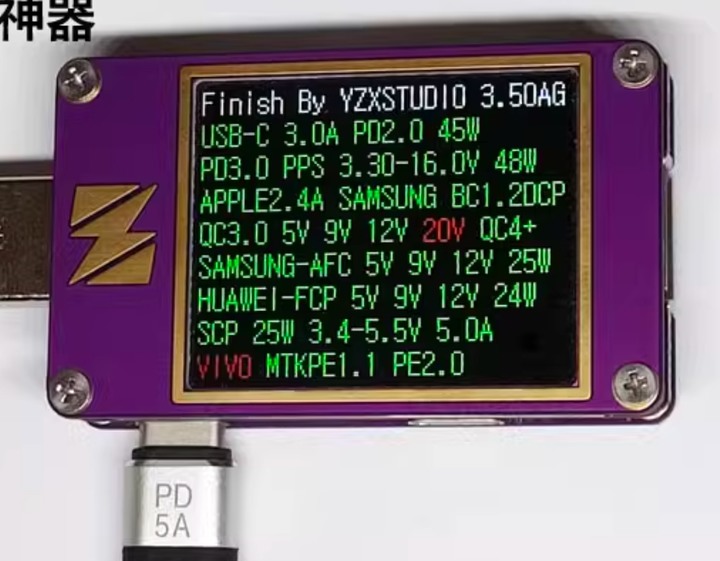 神器
Finish By YZXSTUDIO 3.50AG
USB-C 3.0A PD2.0 45W
PD3.0 PPS 3.30-16.0V 48W
APPLE2.4A SAMSUNG BC1.2DCP
QC3.0 5V 9V 12V 20V QC4+
SAMSUNG-AFC 5V 9V 12V 25W
HUAWEI-FCP 5V 9V 12V 24W
SCP 25W 3.4-5.5V 5.0A
VIVO MTKPE1.1 PE2.0
PD
5A